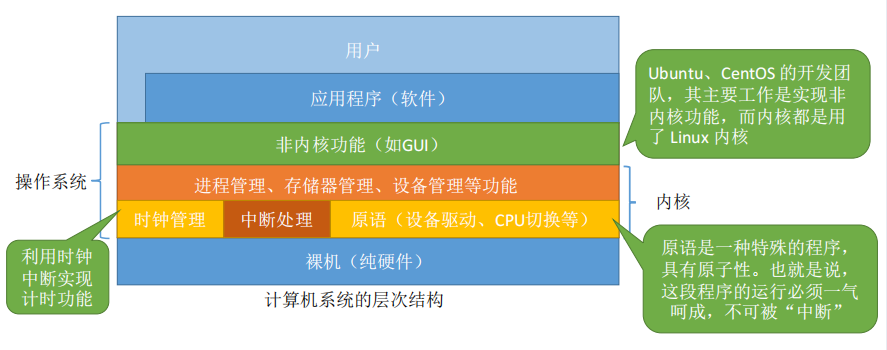 用户
应用程序（软件）
非内核功能（如GUI）
进程管理、存储器管理、设备管理等功能
时钟管理
中断处理
原语（设备驱动、CPU切换等）
裸机（纯硬件）
计算机系统的层次结构
操作系统
内核
利用时钟
中断实现
计时功能
Ubuntu、CentOS 的开发团
队，其主要工作是实现非
内核功能，而内核都是用
了 Linux 内核
原语是一种特殊的程序，
具有原子性。也就是说，
这段程序的运行必须一气
呵成，不可被“中断”